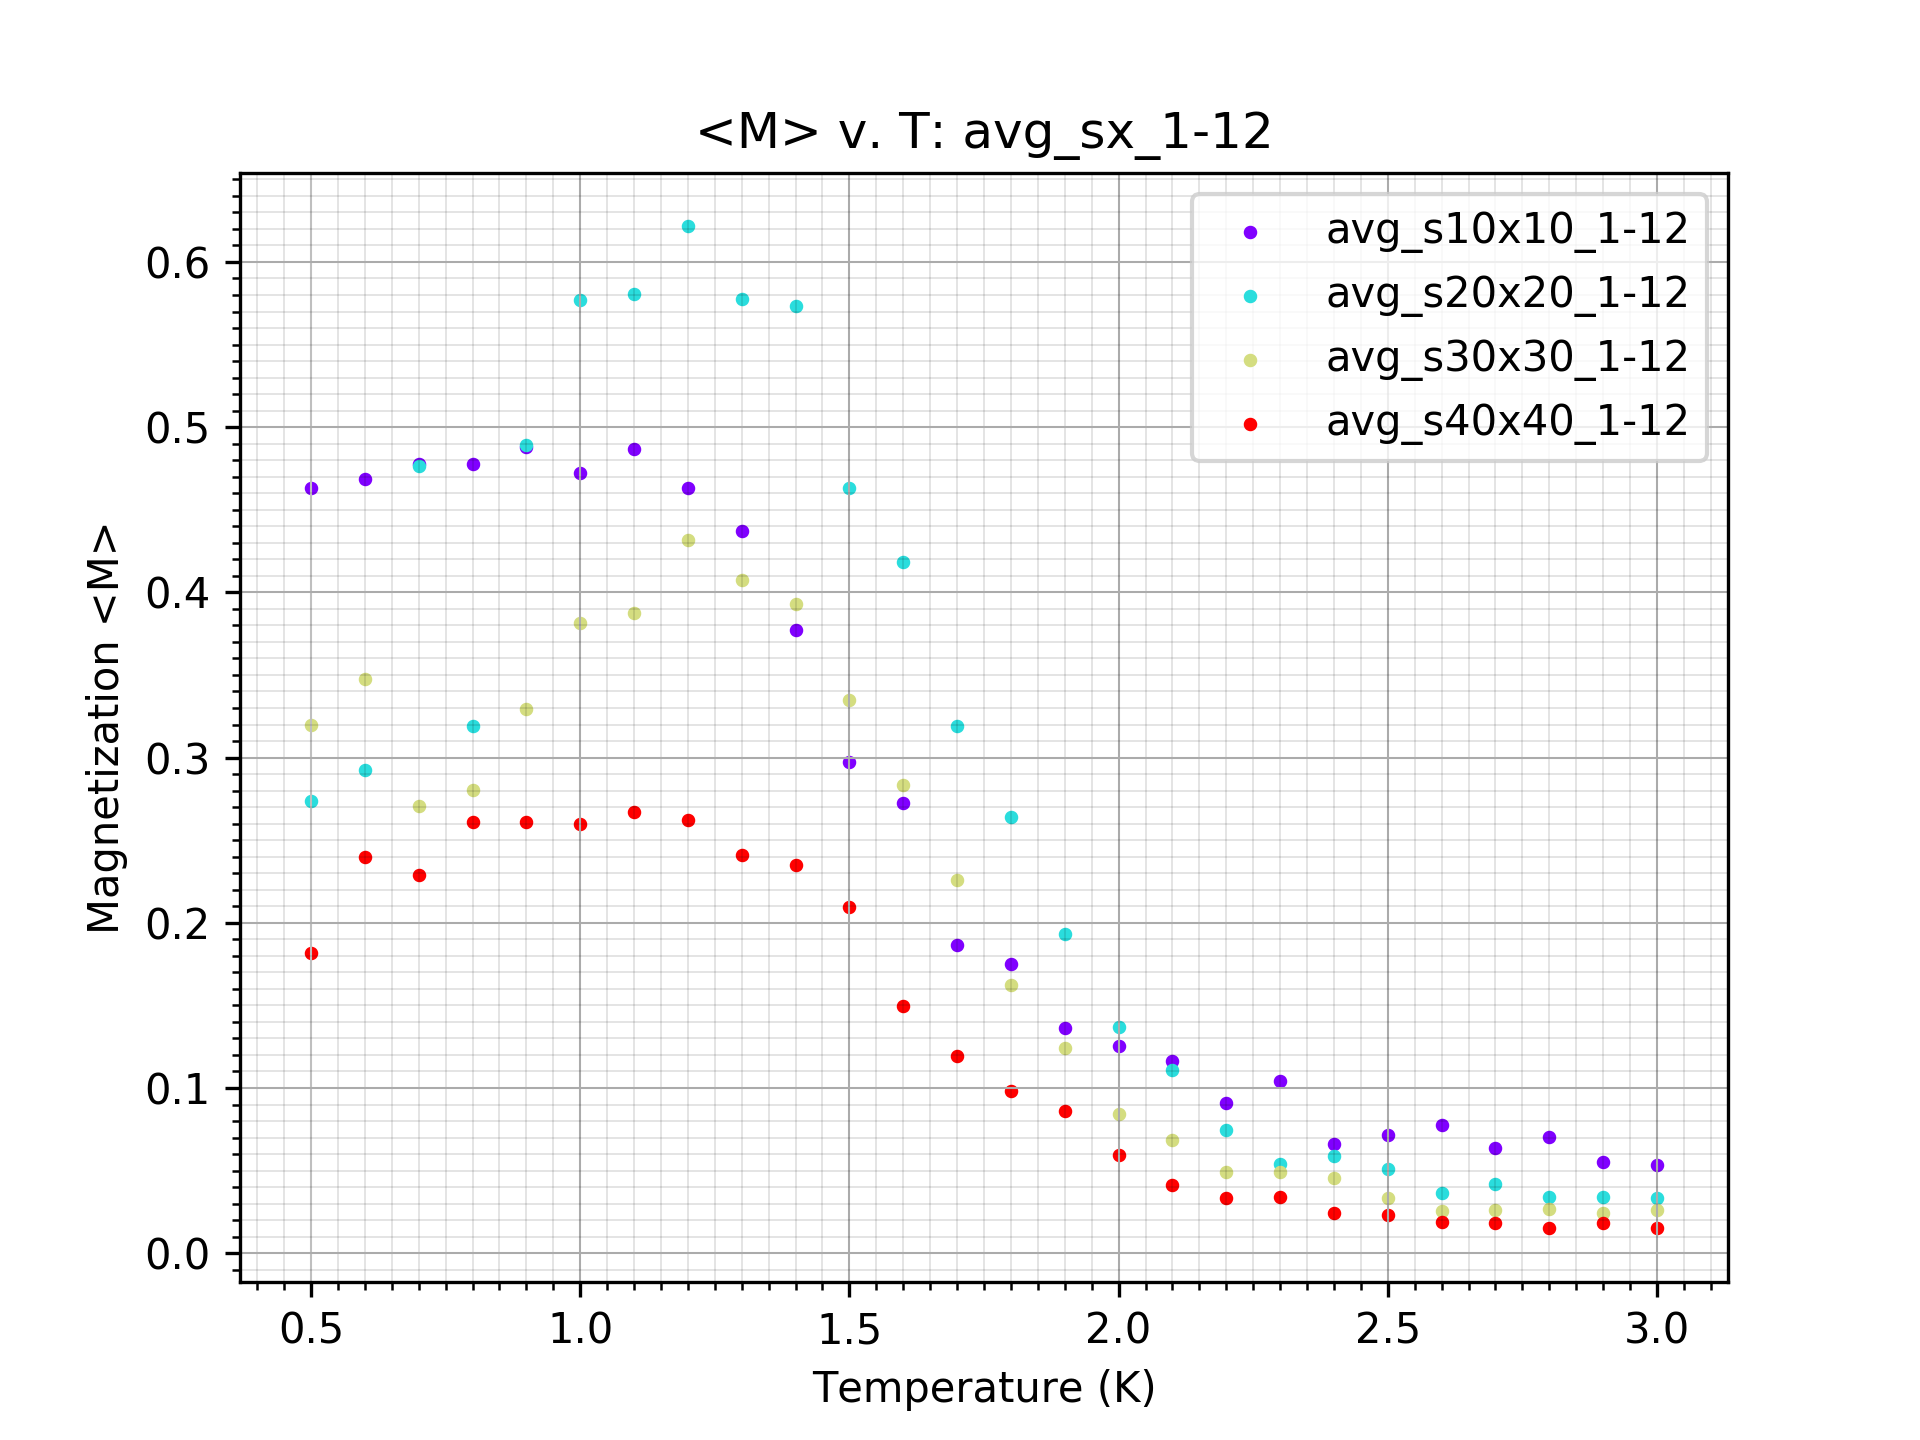 <M> v. T: avg_sx_1-12
avg_s10x10_1-12
avg_s20x20_1-12
avg_s30x30_1-12
avg_s40x40_1-12
Magnetization <M>
0.6
0.5
0.4
0.3
0.2
0.1
0.0
0.5 1.0 1.5 2.0 2.5 3.0
Temperature (K)